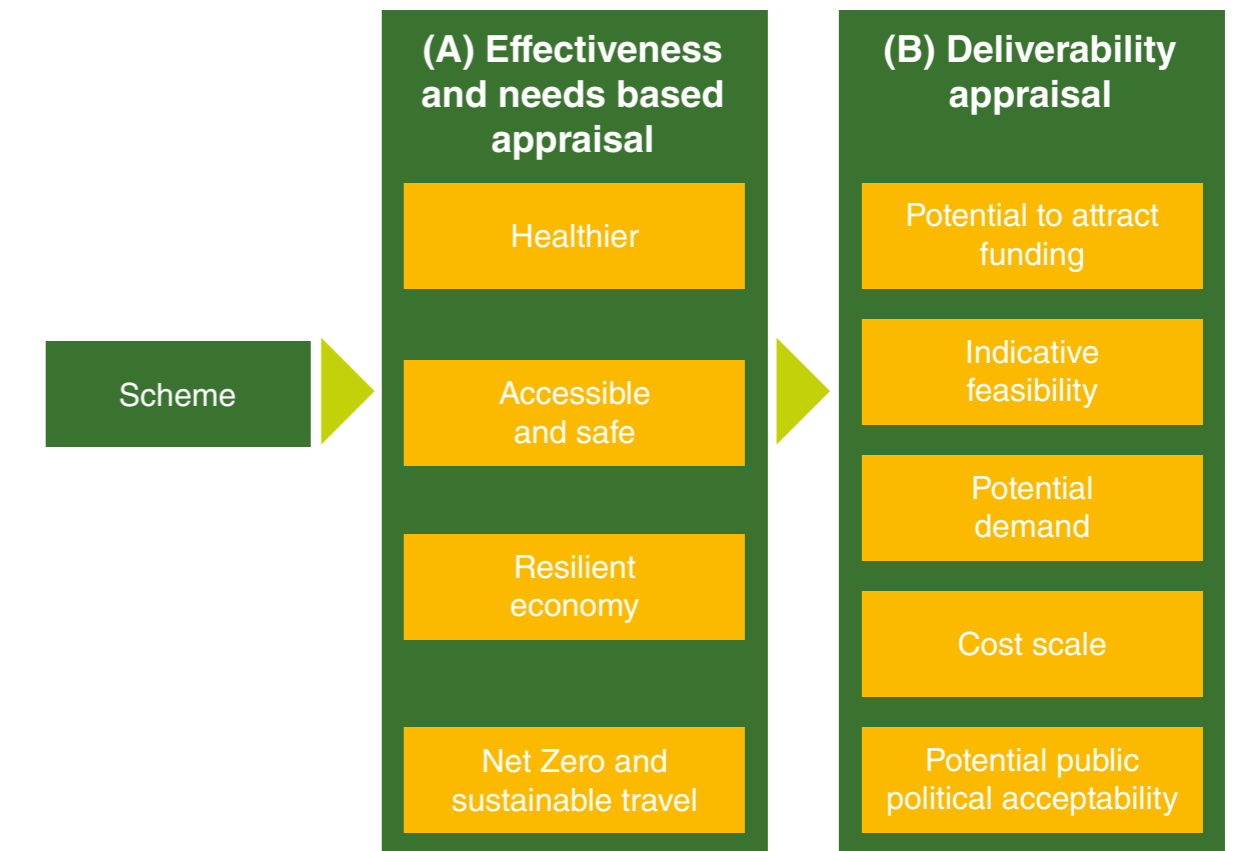 Scheme
(A) Effectiveness
and needs based
appraisal
Healthier
Accessible
and safe
Resilient
economy
Net Zero and
sustainable travel
(B) Deliverability
appraisal
Potential to attract
funding
Indicative
feasibility
Potential
demand
Cost scale
Potential public
political acceptability